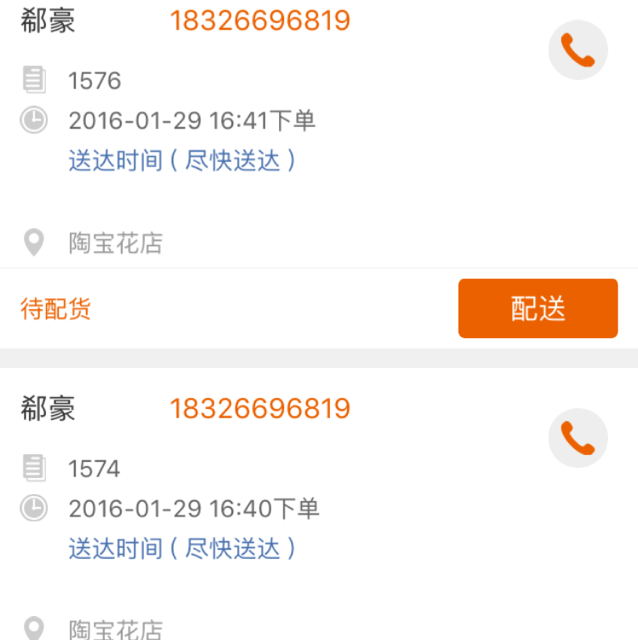 郗豪 18326696819
1576
2016-01-29 16:41下单
送达时间（尽快送达）
陶宝花店
待配货 配送
郗豪 18326696819
1574
2016-01-29 16:40下单
送达时间（尽快送达）
陶宝花店